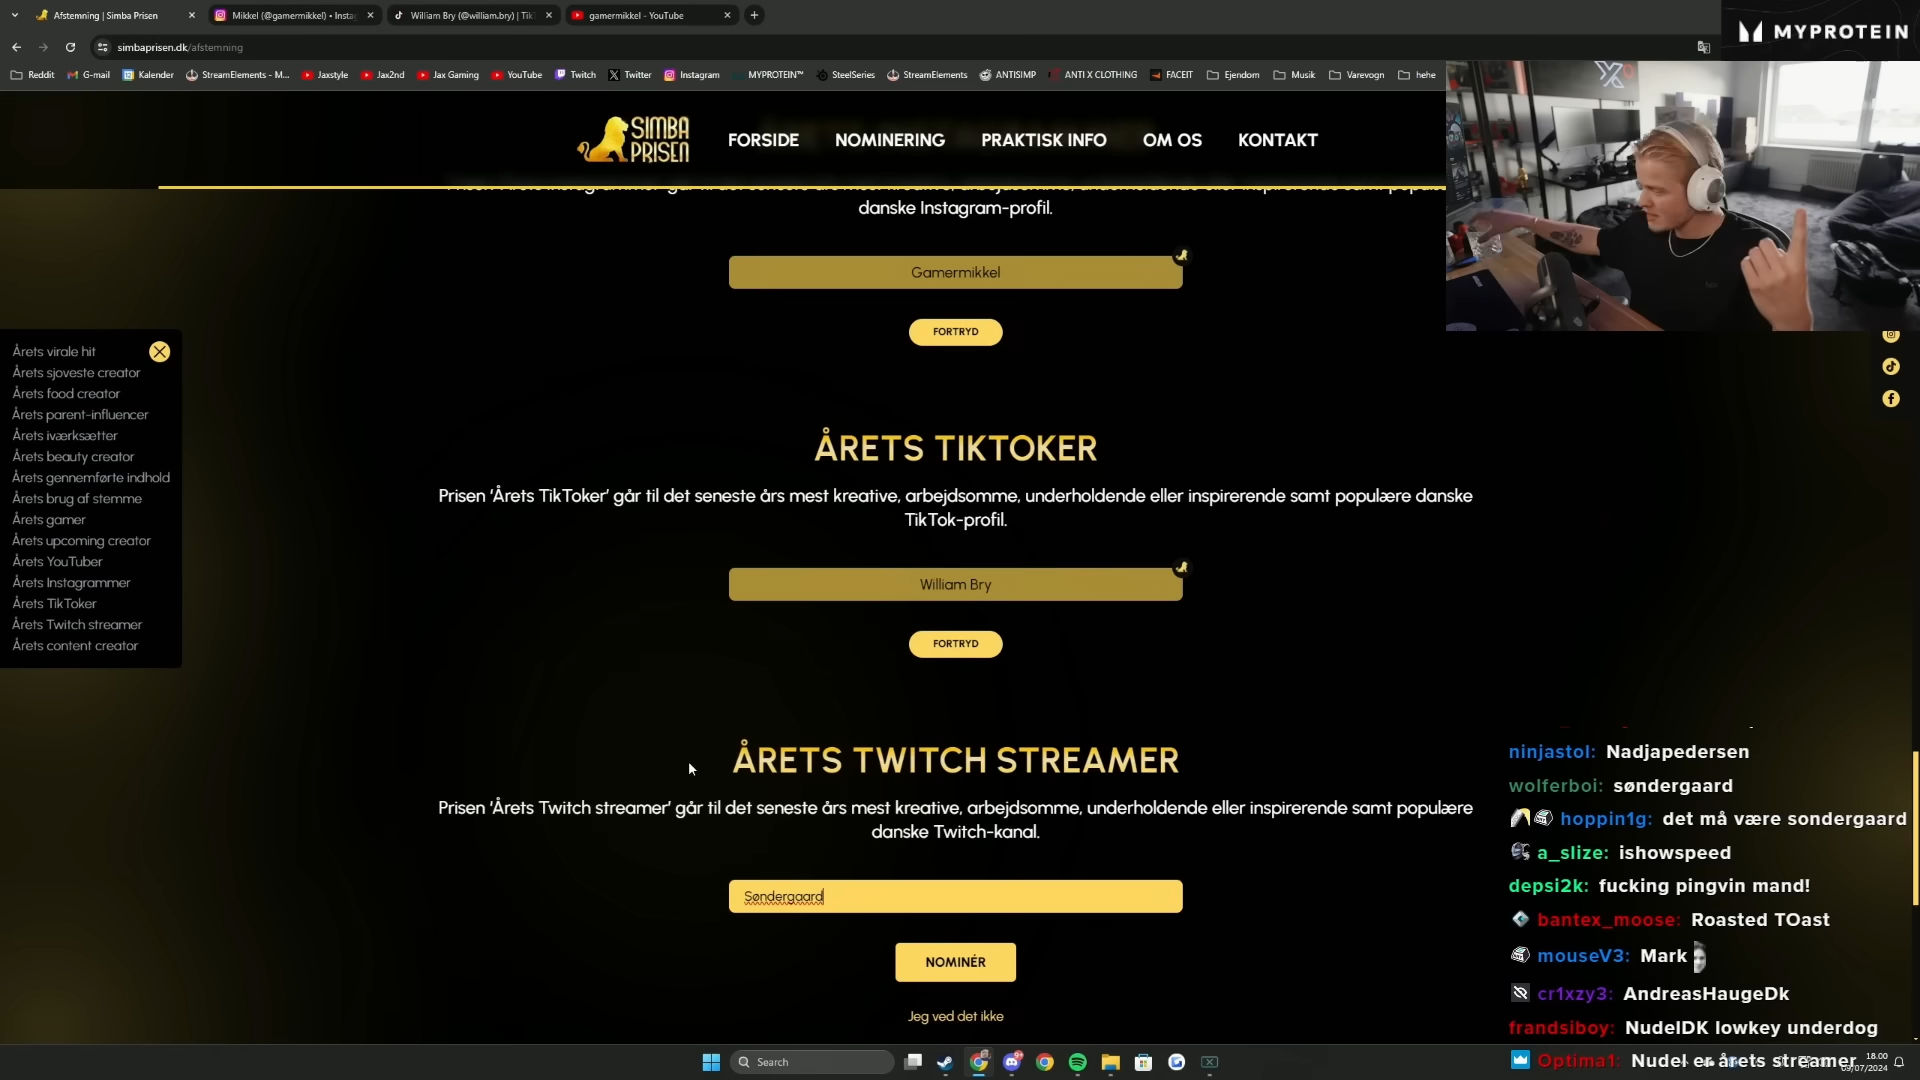 Afstemning | Simba Prisen
Mikkel (@gamermikkel) • Insta
William Bry (@william.bry) | Tik
gamermikkel - YouTube
simbaprisen.dk/afstemning
Reddit
G-mail
Kalender
StreamElements - M...
Jaxstyle
Jax2nd
Jax Gaming
YouTube
Twitch
Twitter
Instagram
MYPROTEIN™
SteelSeries
StreamElements
ANTISIMP
ANTI X CLOTHING
FACEIT
Ejendom
Musik
Varevogn
hehe
MYPROTEIN
SIMBA
PRISEN
FORSIDE
NOMINERING
PRAKTISK INFO
OM OS
KONTAKT
danske Instagram-profil.
Gamermikkel
FORTRYD
Årets virale hit
Årets sjoveste creator
Årets food creator
Årets parent-influencer
Årets iværksætter
Årets beauty creator
Årets gennemførte indhold
Årets brug af stemme
Årets gamer
Årets upcoming creator
Årets YouTuber
Årets Instagrammer
Årets TikToker
Årets Twitch streamer
Årets content creator
ÅRETS TIKTOKER
Prisen ‘Årets TikToker’ går til det seneste års mest kreative, arbejdsomme, underholdende eller inspirerende samt populære danske
TikTok-profil.
William Bry
FORTRYD
ÅRETS TWITCH STREAMER
Prisen ‘Årets Twitch streamer’ går til det seneste års mest kreative, arbejdsomme, underholdende eller inspirerende samt populære
danske Twitch-kanal.
Søndergaard
NOMINÉR
Jeg ved det ikke
ninjastol: Nadjapedersen
wolferboi: søndergaard
hoppin1g: det må være sondergaard
a_slize: ishowspeed
depsi2k: fucking pingvin mand!
bantex_moose: Roasted TOast
mouseV3: Mark
cr1xzy3: AndreasHaugeDk
frandsiboy: NudelDK lowkey underdog
Optima1: Nudel er årets streamer
Search
18.00
09/07/2024